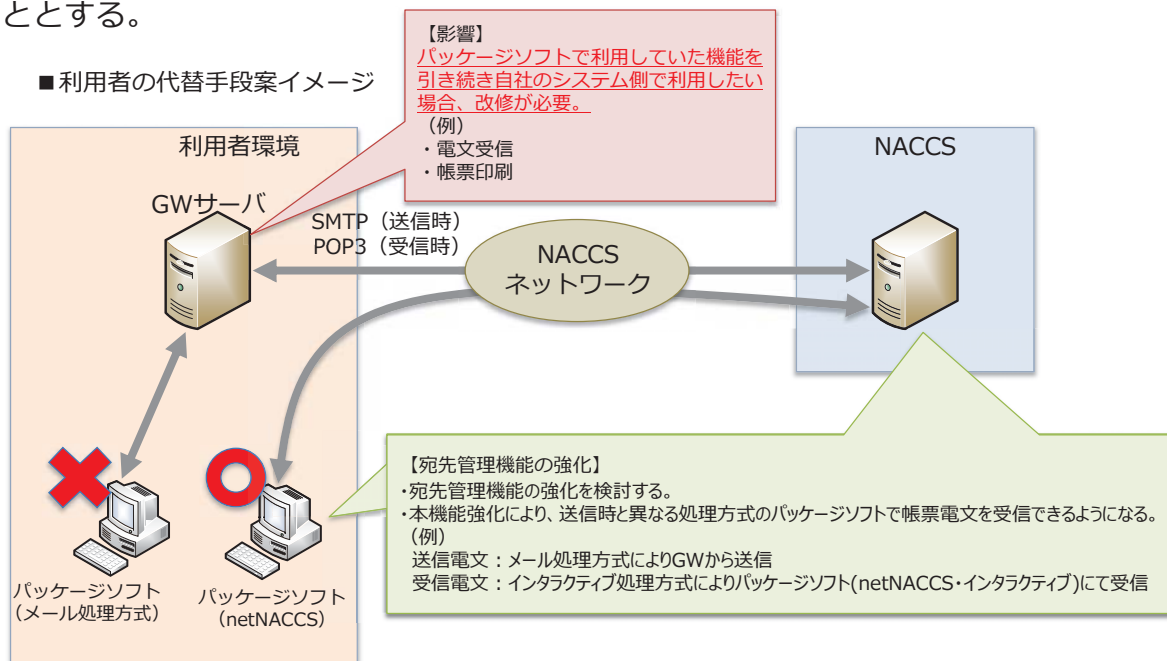 ととする。
■利用者の代替手段案イメージ
【影響】
パッケージソフトで利用していた機能を
引き続き自社のシステム側で利用したい
場合、改修が必要。
（例）
・電文受信
・帳票印刷
利用者環境
NACCS
GWサーバ
SMTP（送信時）
POP3（受信時）
NACCS
ネットワーク
【宛先管理機能の強化】
・宛先管理機能の強化を検討する。
・本機能強化により、送信時と異なる処理方式のパッケージソフトで帳票電文を受信できるようになる。
（例）
送信電文：メール処理方式によりGWから送信
受信電文：インタラクティブ処理方式によりパッケージソフト(netNACCS・インタラクティブ)にて受信
パッケージソフト
（メール処理方式）
パッケージソフト
（netNACCS）